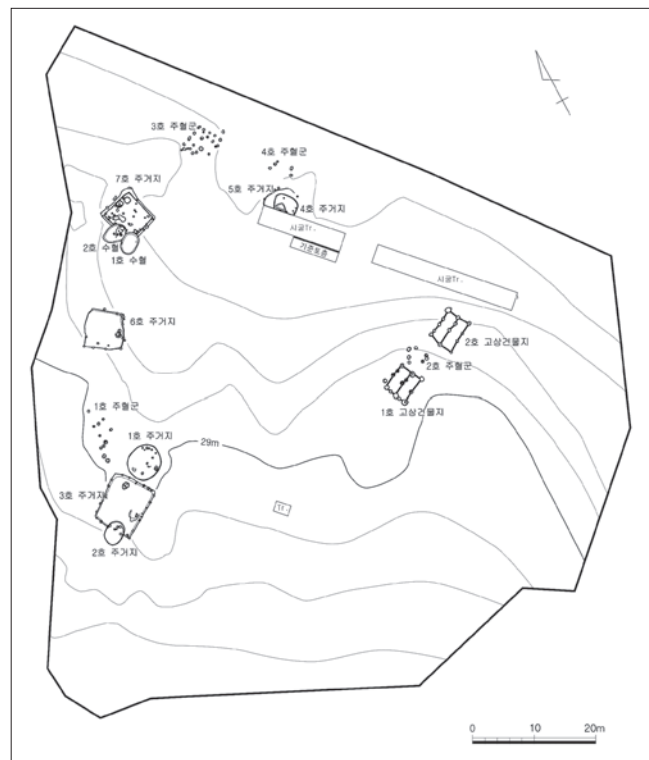 3호 주혈군
4호 주혈군
7호 주거지
5호 주거지
4호 주거지
시굴Tr.
기준토층
2호 수혈
1호 수혈
시굴Tr.
6호 주거지
2호 고상건물지
2호 주혈군
1호 고상건물지
1호 주혈군
1호 주거지
29m
3호 주거지
Tr.
2호 주거지
0 10 20m